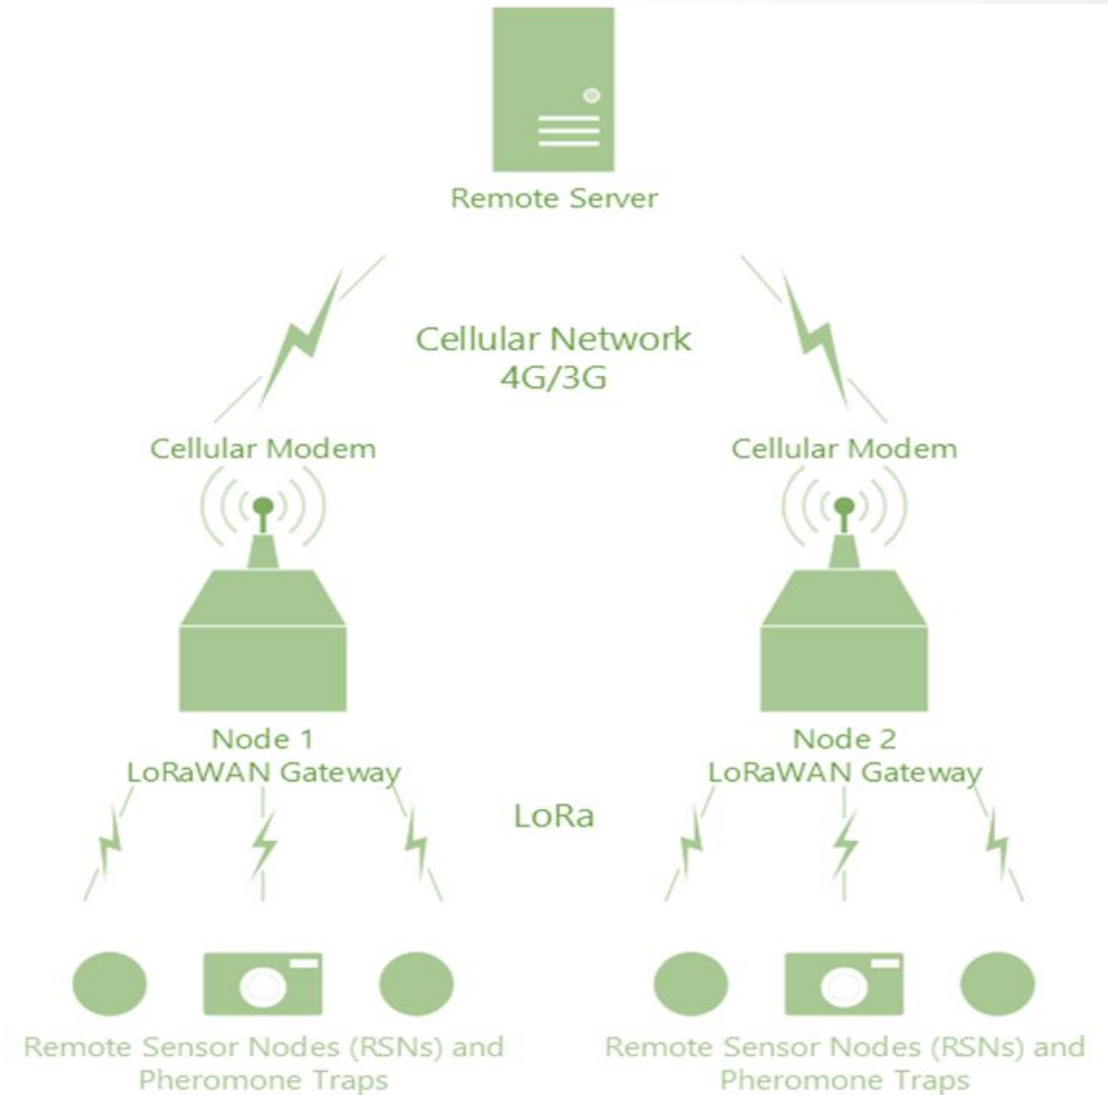 Remote Server
Cellular Network
4G/3G
Cellular Modem
Cellular Modem
Node 1
LoRaWAN Gateway
Node 2
LoRaWAN Gateway
LoRa
Remote Sensor Nodes (RSNs) and
Pheromone Traps
Remote Sensor Nodes (RSNs) and
Pheromone Traps